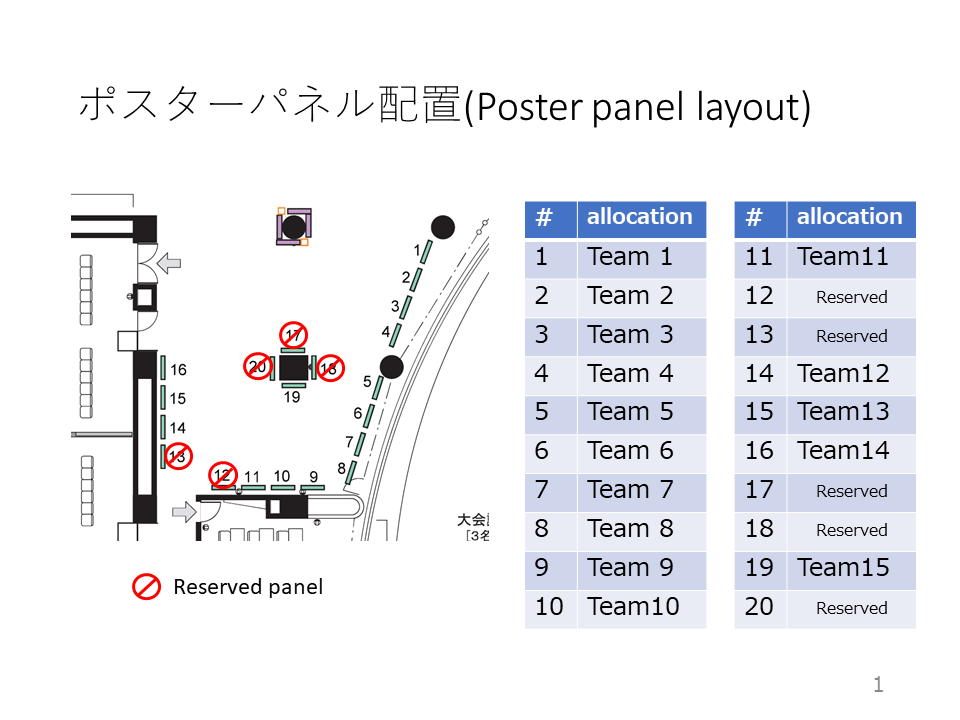 ポスターパネル配置(Poster panel layout)
1
2
3
4
17
20
18
5
19
16
6
15
14
7
13
8
12
11
10
9
大会
[3名
Reserved panel
# allocation
1 Team 1
2 Team 2
3 Team 3
4 Team 4
5 Team 5
6 Team 6
7 Team 7
8 Team 8
9 Team 9
10 Team10
# allocation
11 Team11
12 Reserved
13 Reserved
14 Team12
15 Team13
16 Team14
17 Reserved
18 Reserved
19 Team15
20 Reserved
1